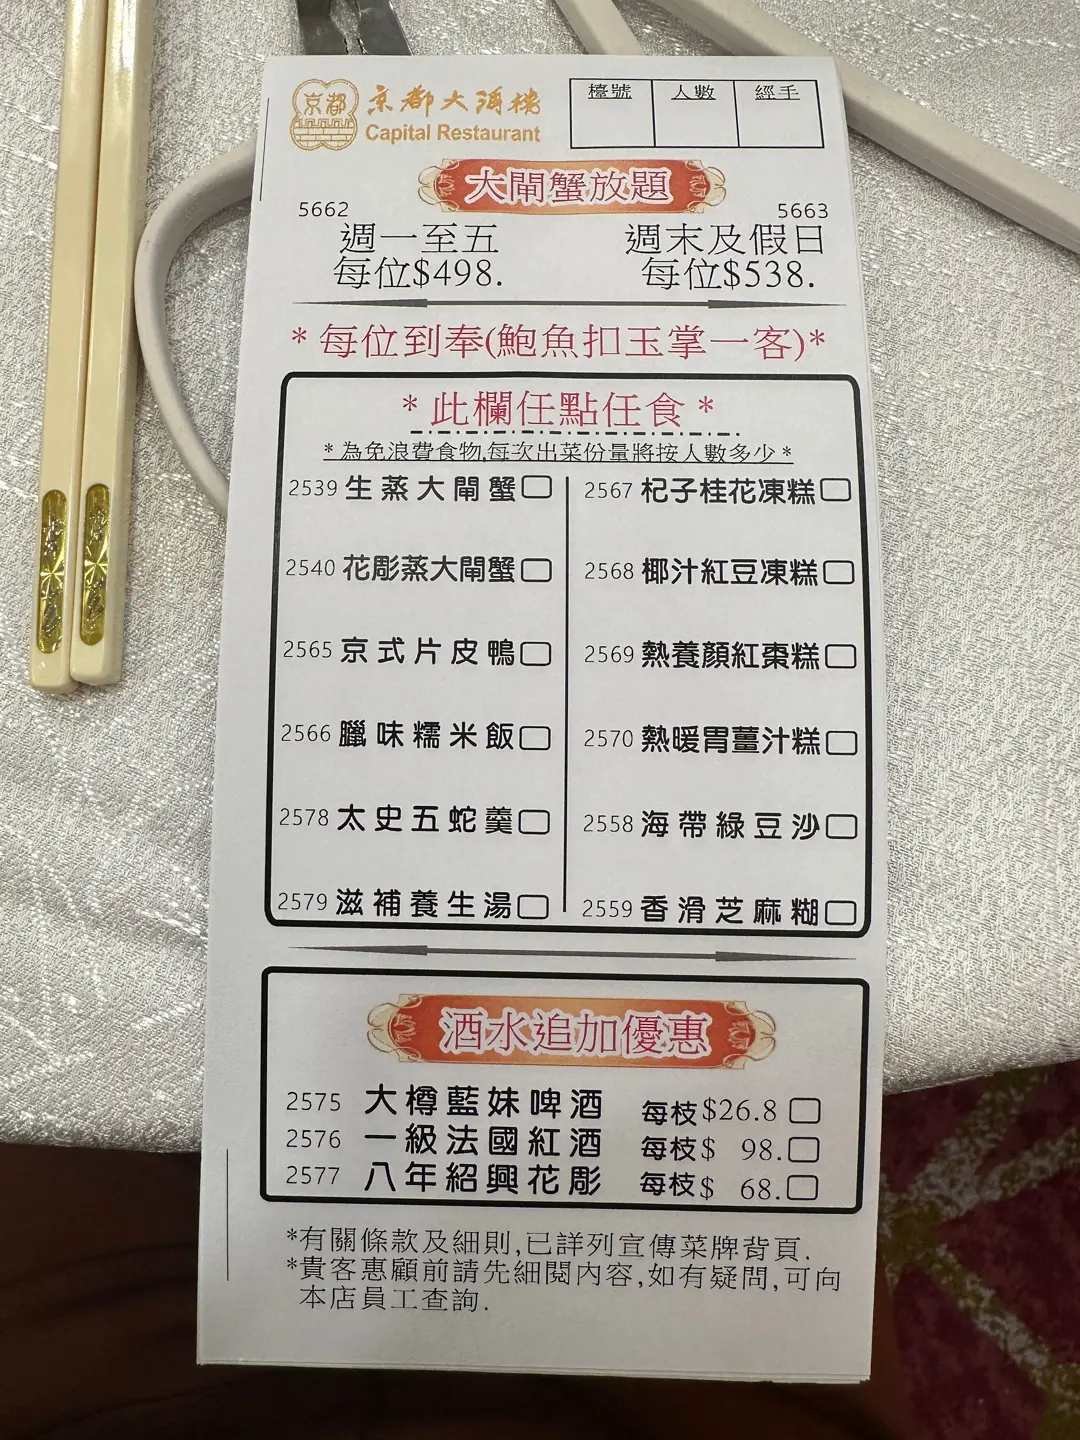 京都 京都大酒樓
Capital Restaurant
檯號 人數 經手
大閘蟹放題
5662 5663
週一至五 週末及假日
每位$498. 每位$538.
*每位到奉(鮑魚扣玉掌一客)*
*此欄任點任食*
*為免浪費食物,每次出菜份量將按人數多少*
2539 生蒸大閘蟹 2567 杞子桂花凍糕
2540 花彫蒸大閘蟹 2568 椰汁紅豆凍糕
2565 京式片皮鴨 2569 熱養顏紅棗糕
2566 臘味糯米飯 2570 熱暖胃薑汁糕
2578 太史五蛇羹 2558 海帶綠豆沙
2579 滋補養生湯 2559 香滑芝麻糊
酒水追加優惠
2575 大樽藍妹啤酒 每枝$26.8
2576 一級法國紅酒 每枝$ 98.
2577 八年紹興花彫 每枝$ 68.
*有關條款及細則,已詳列宣傳菜牌背頁.
*貴客惠顧前請先細閱內容,如有疑問,可向
本店員工查詢.